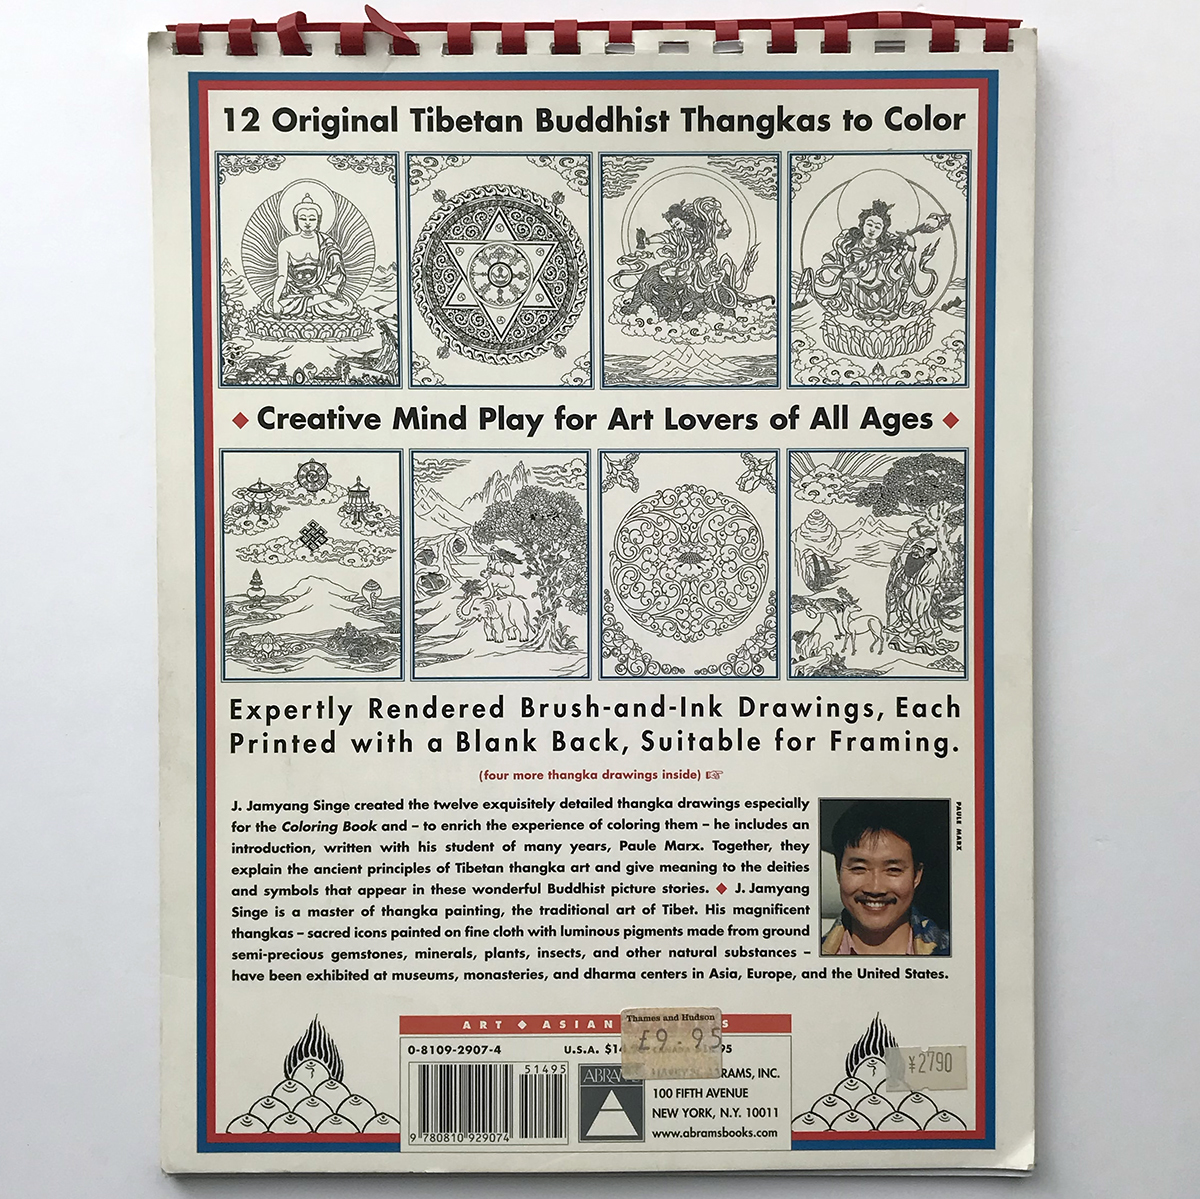 12 Original Tibetan Buddhist Thangkas to Color
Creative Mind Play for Art Lovers of All Ages
Expertly Rendered Brush-and-Ink Drawings, Each
Printed with a Blank Back, Suitable for Framing.
(four more thangka drawings inside)
J. Jamyang Singe created the twelve exquisitely detailed thangka drawings especially
for the Coloring Book and – to enrich the experience of coloring them – he includes an
introduction, written with his student of many years, Paule Marx. Together, they
explain the ancient principles of Tibetan thangka art and give meaning to the deities
and symbols that appear in these wonderful Buddhist picture stories. ◆ J. Jamyang
Singe is a master of thangka painting, the traditional art of Tibet. His magnificent
thangkas – sacred icons painted on fine cloth with luminous pigments made from ground
semi-precious gemstones, minerals, plants, insects, and other natural substances –
have been exhibited at museums, monasteries, and dharma centers in Asia, Europe, and the United States.
PAULE MARX
ART ◆ ASIAN
Thames and Hudson
£9.95
0-8109-2907-4
U.S.A.
51495
9 780810 929074
ABRAMS, INC.
100 FIFTH AVENUE
NEW YORK, N.Y. 10011
www.abramsbooks.com
¥2790